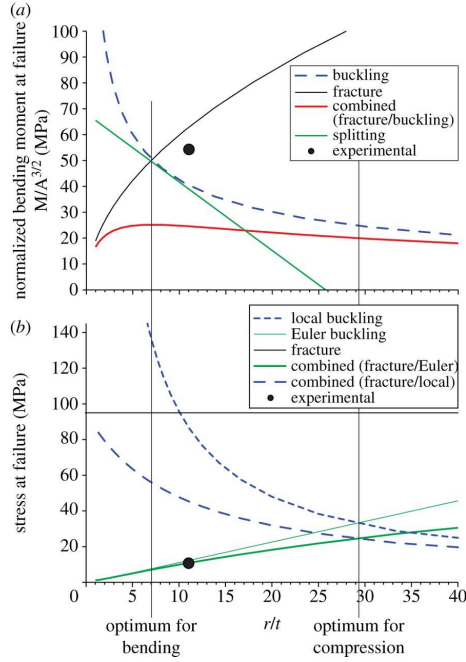 (a)
normalized bending moment at failure
M/A3/2 (MPa)
100
90
80
70
60
50
40
30
20
10
0
buckling
fracture
combined
(fracture/buckling)
splitting
experimental
(b)
stress at failure (MPa)
140
120
100
80
60
40
20
local buckling
Euler buckling
fracture
combined (fracture/Euler)
combined (fracture/local)
experimental
0 5 10 15 20 25 30 35 40
optimum for
bending
r/t
optimum for
compression